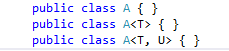 public class A { }
public class A<T> { }
public class A<T, U> { }